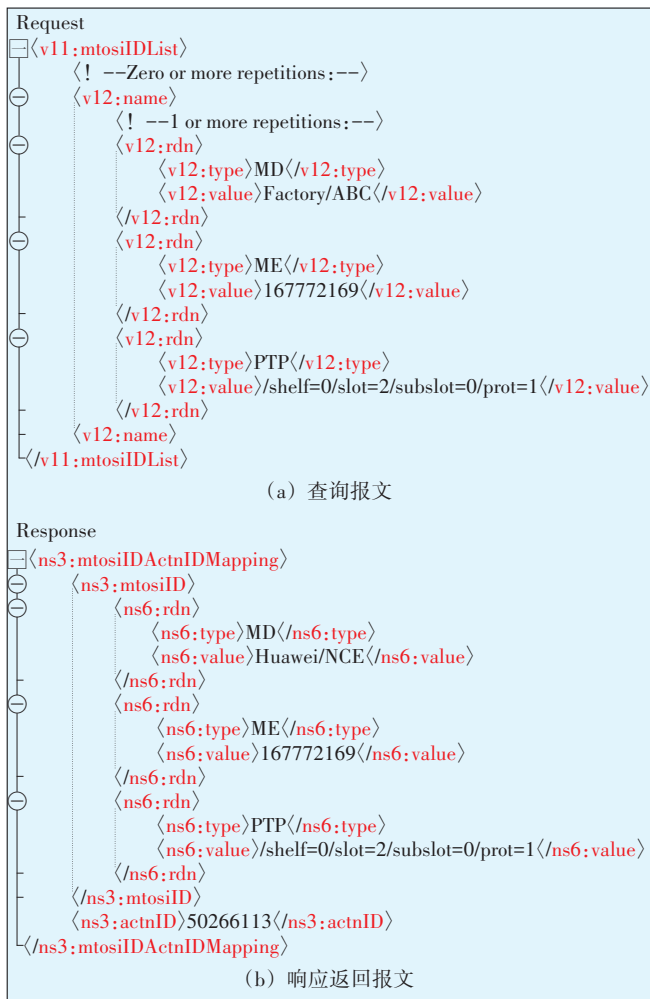 Request
〈v11:mtosiIDList〉
〈! --Zero or more repetitions:--〉
〈v12:name〉
〈! --1 or more repetitions:--〉
〈v12:rdn〉
〈v12:type〉MD〈/v12:type〉
〈v12:value〉Factory/ABC〈/v12:value〉
〈/v12:rdn〉
〈v12:rdn〉
〈v12:type〉ME〈/v12:type〉
〈v12:value〉167772169〈/v12:value〉
〈/v12:rdn〉
〈v12:rdn〉
〈v12:type〉PTP〈/v12:type〉
〈v12:value〉/shelf=0/slot=2/subslot=0/prot=1〈/v12:value〉
〈/v12:rdn〉
〈v12:name〉
〈/v11:mtosiIDList〉
(a) 查询报文
Response
〈ns3:mtosiIDActnIDMapping〉
〈ns3:mtosiID〉
〈ns6:rdn〉
〈ns6:type〉MD〈/ns6:type〉
〈ns6:value〉Huawei/NCE〈/ns6:value〉
〈/ns6:rdn〉
〈ns6:rdn〉
〈ns6:type〉ME〈/ns6:type〉
〈ns6:value〉167772169〈/ns6:value〉
〈/ns6:rdn〉
〈ns6:rdn〉
〈ns6:type〉PTP〈/ns6:type〉
〈ns6:value〉/shelf=0/slot=2/subslot=0/prot=1〈/ns6:value〉
〈/ns6:rdn〉
〈/ns3:mtosiID〉
〈ns3:actnID〉50266113〈/ns3:actnID〉
〈/ns3:mtosiIDActnIDMapping〉
(b) 响应返回报文